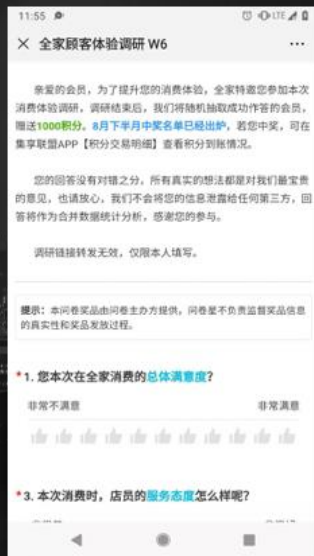 11:55
LTE
全家顾客体验调研 W6
亲爱的会员，为了提升您的消费体验，全家特邀您参加本次
消费体验调研，调研结束后，我们将随机抽取成功作答的会员，
赠送1000积分。8月下半月中奖名单已经出炉，若您中奖，可在
集享联盟APP【积分交易明细】查看积分到账情况。
您的回答没有对错之分，所有真实的想法都是对我们最宝贵
的意见，也请放心，我们不会将您的信息泄露给任何第三方，回
答将作为合并数据统计分析，感谢您的参与。
调研链接转发无效，仅限本人填写。
提示：本问卷奖品由问卷主办方提供，问卷星不负责监督奖品信息
的真实性和奖品发放过程。
*1. 您本次在全家消费的总体满意度？
非常不满意 非常满意
*3. 本次消费时，店员的服务态度怎么样呢？